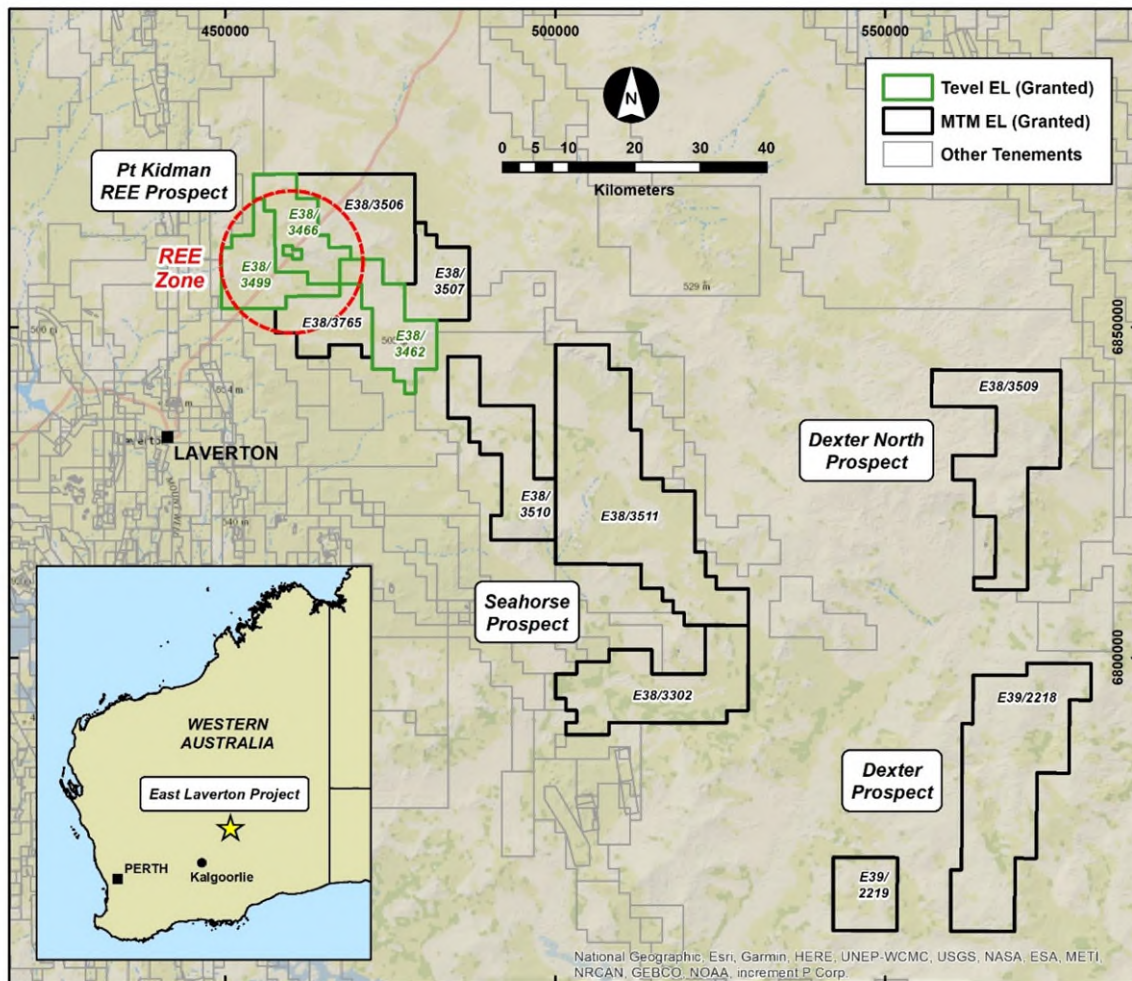 450000
500000
550000
Tevel EL (Granted)
MTM EL (Granted)
Other Tenements
N
0 5 10 20 30 40
Kilometers
Pt Kidman
REE Prospect
REE
Zone
E38/
3466
E38/3506
E38/
3499
E38/
3507
E38/3765
E38/
3462
529 m
6850000
LAVERTON
540 m
E38/3509
Dexter North
Prospect
E38/
3510
E38/3511
Seahorse
Prospect
6800000
E38/3302
E39/2218
Dexter
Prospect
E39/
2219
WESTERN
AUSTRALIA
East Laverton Project
PERTH
Kalgoorlie
National Geographic, Esri, Garmin, HERE, UNEP-WCMC, USGS, NASA, ESA, METI,
NRCAN, GEBCO, NOAA, increment P Corp.